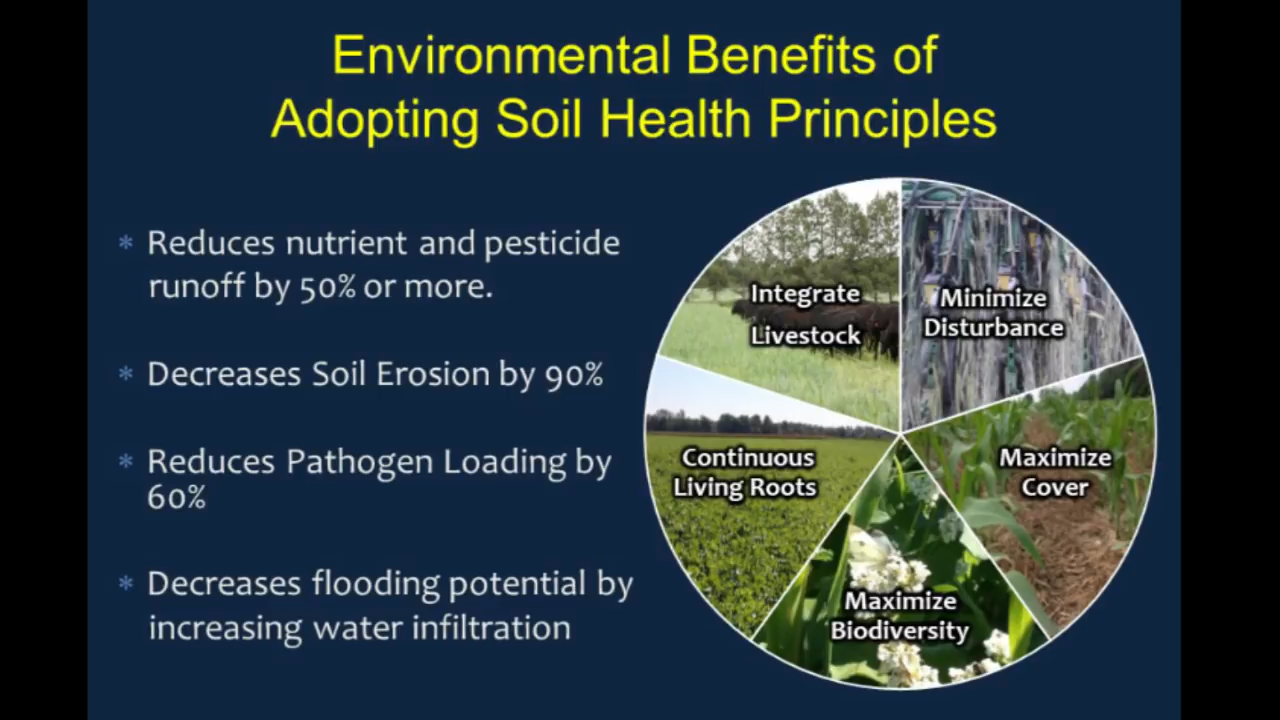 Environmental Benefits of
Adopting Soil Health Principles
* Reduces nutrient and pesticide
runoff by 50% or more.
* Decreases Soil Erosion by 90%
* Reduces Pathogen Loading by
60%
* Decreases flooding potential by
increasing water infiltration
Integrate
Livestock
Minimize
Disturbance
Continuous
Living Roots
Maximize
Cover
Maximize
Biodiversity